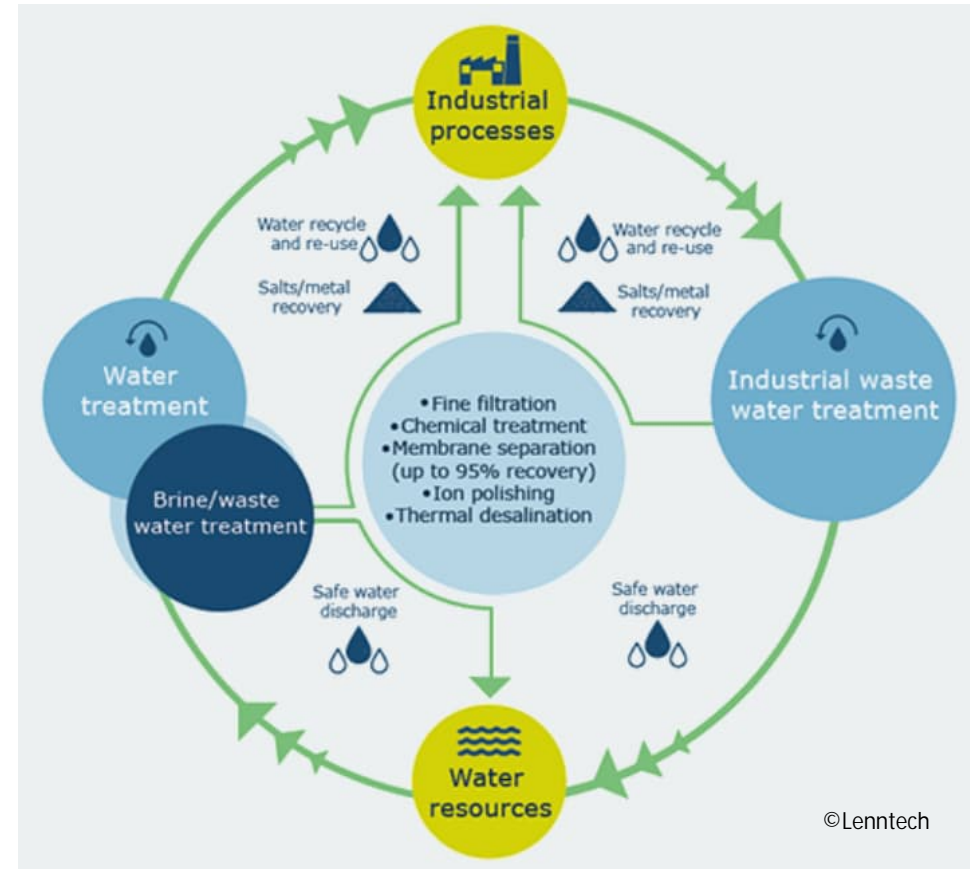 Industrial
processes
Water recycle
and re-use
Salts/metal
recovery
Water recycle
and re-use
Salts/metal
recovery
Water
treatment
Industrial waste
water treatment
•Fine filtration
•Chemical treatment
•Membrane separation
(up to 95% recovery)
•Ion polishing
•Thermal desalination
Brine/waste
water treatment
Safe water
discharge
Safe water
discharge
Water
resources
©Lenntech